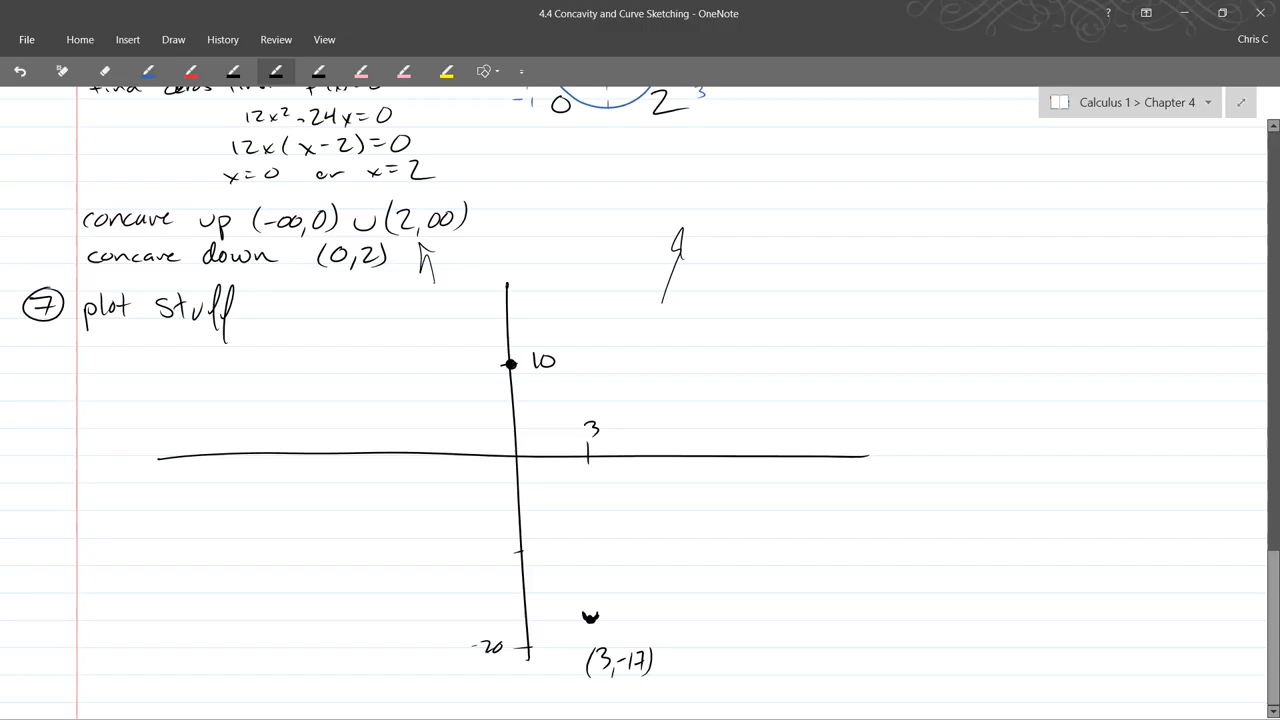 4.4 Concavity and Curve Sketching - OneNote
File Home Insert Draw History Review View
Chris C
Calculus 1 > Chapter 4
-1 0 2 3
12x² - 24x = 0
12x(x-2) = 0
x = 0 or x = 2
concave up (-∞,0) ∪ (2,∞)
concave down (0,2)
7 plot stuff
10
3
-20
(3,-17)